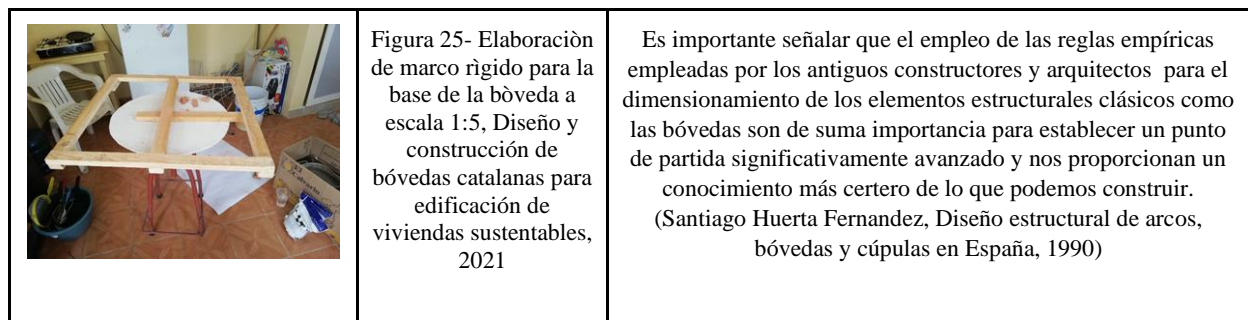 Figura 25- Elaboraciòn
de marco rìgido para la
base de la bòveda a
escala 1:5, Diseño y
construcción de
bóvedas catalanas para
edificación de
viviendas sustentables,
2021
Es importante señalar que el empleo de las reglas empíricas
empleadas por los antiguos constructores y arquitectos para el
dimensionamiento de los elementos estructurales clásicos como
las bóvedas son de suma importancia para establecer un punto
de partida significativamente avanzado y nos proporcionan un
conocimiento más certero de lo que podemos construir.
(Santiago Huerta Fernandez, Diseño estructural de arcos,
bóvedas y cúpulas en España, 1990)